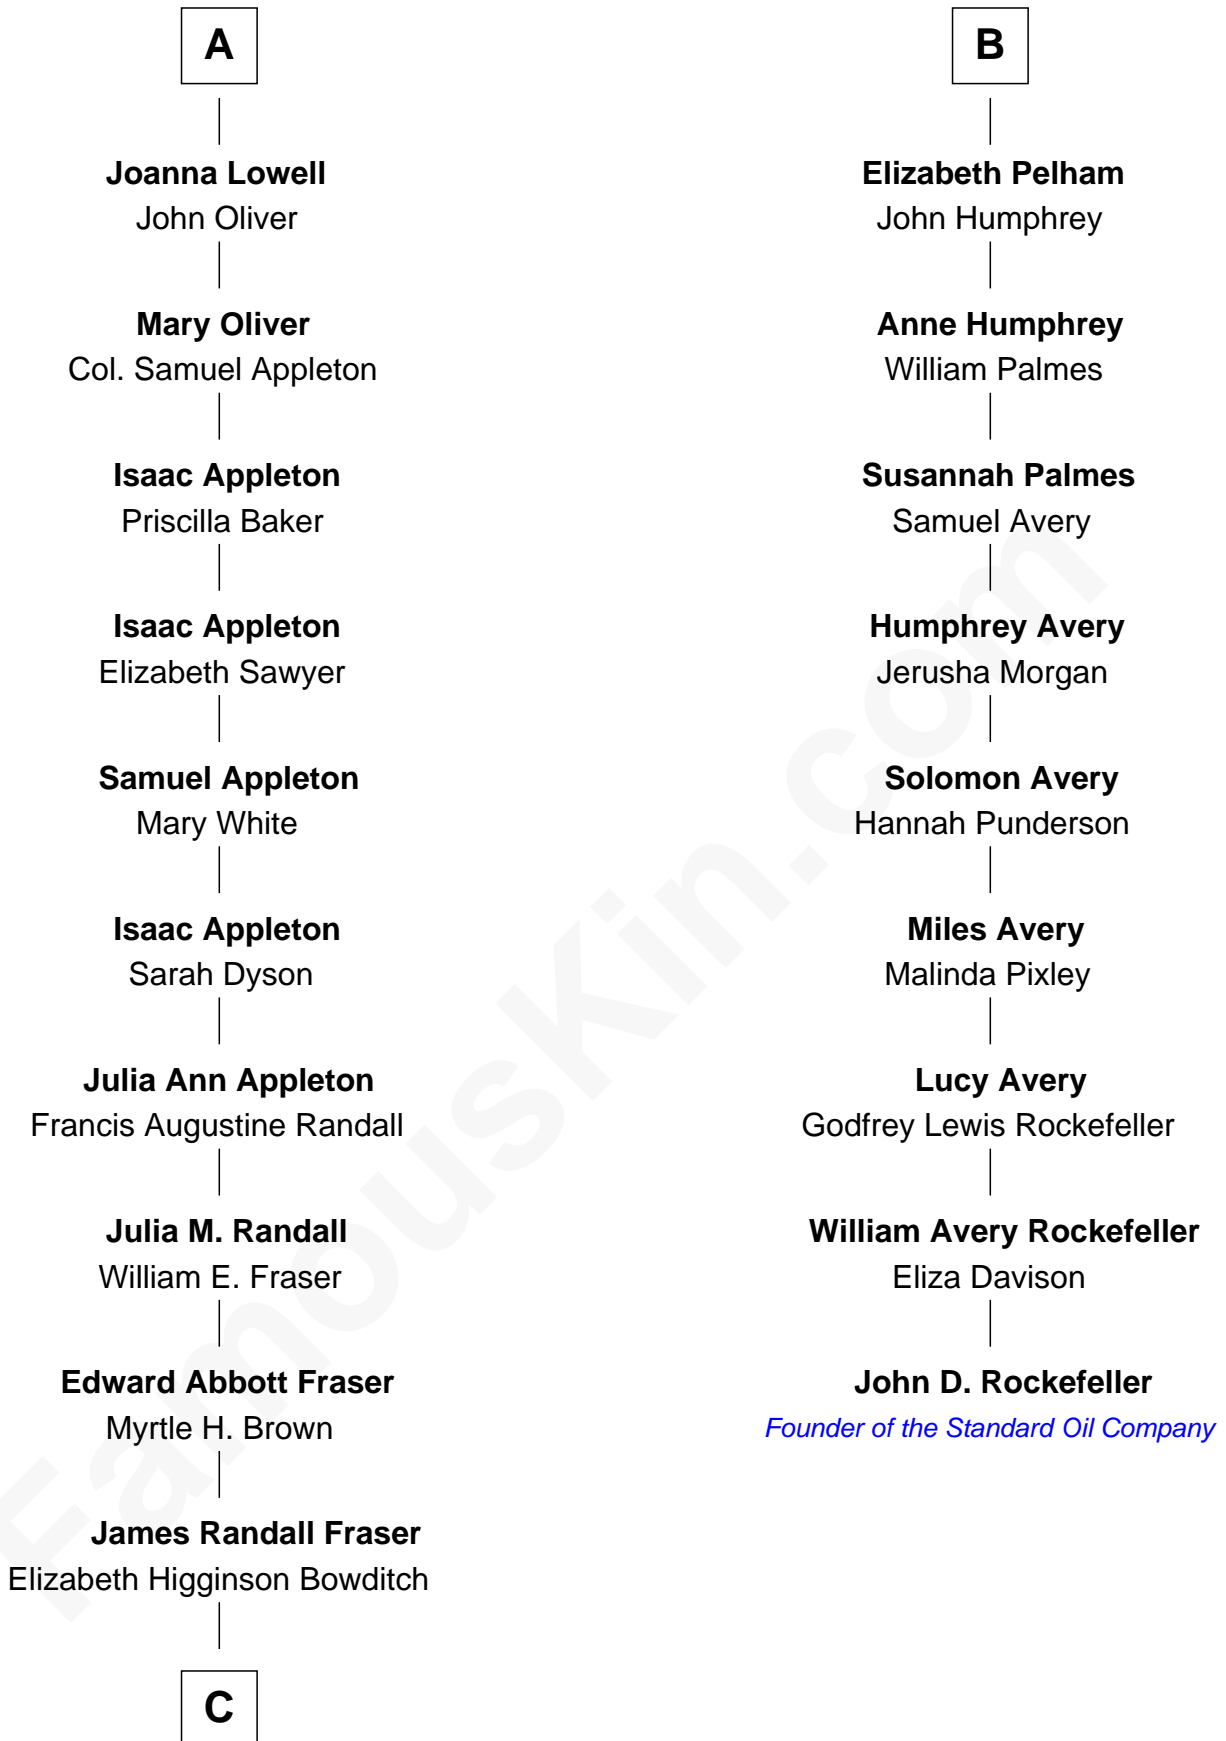 A
Joanna Lowell
John Oliver
Mary Oliver
Col. Samuel Appleton
Isaac Appleton
Priscilla Baker
Isaac Appleton
Elizabeth Sawyer
Samuel Appleton
Mary White
Isaac Appleton
Sarah Dyson
Julia Ann Appleton
Francis Augustine Randall
Julia M. Randall
William E. Fraser
Edward Abbott Fraser
Myrtle H. Brown
James Randall Fraser
Elizabeth Higginson Bowditch
C
B
Elizabeth Pelham
John Humphrey
Anne Humphrey
William Palmes
Susannah Palmes
Samuel Avery
Humphrey Avery
Jerusha Morgan
Solomon Avery
Hannah Punderson
Miles Avery
Malinda Pixley
Lucy Avery
Godfrey Lewis Rockefeller
William Avery Rockefeller
Eliza Davison
John D. Rockefeller
Founder of the Standard Oil Company
FamousKin.com